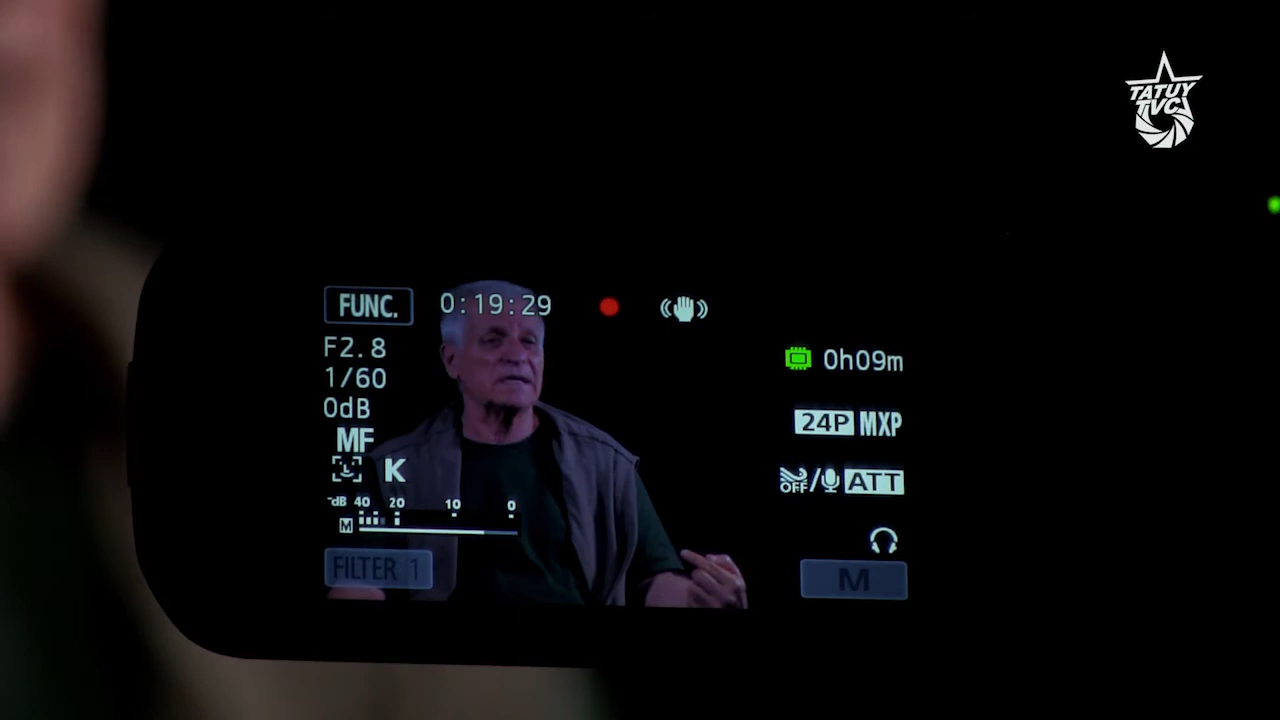 TATUY
TVC
FUNC. 0:19:29
F2.8
1/60
0dB
MF
K
0h09m
24P MXP
OFF/ ATT
-dB 40 20 10 0
M
FILTER 1
M